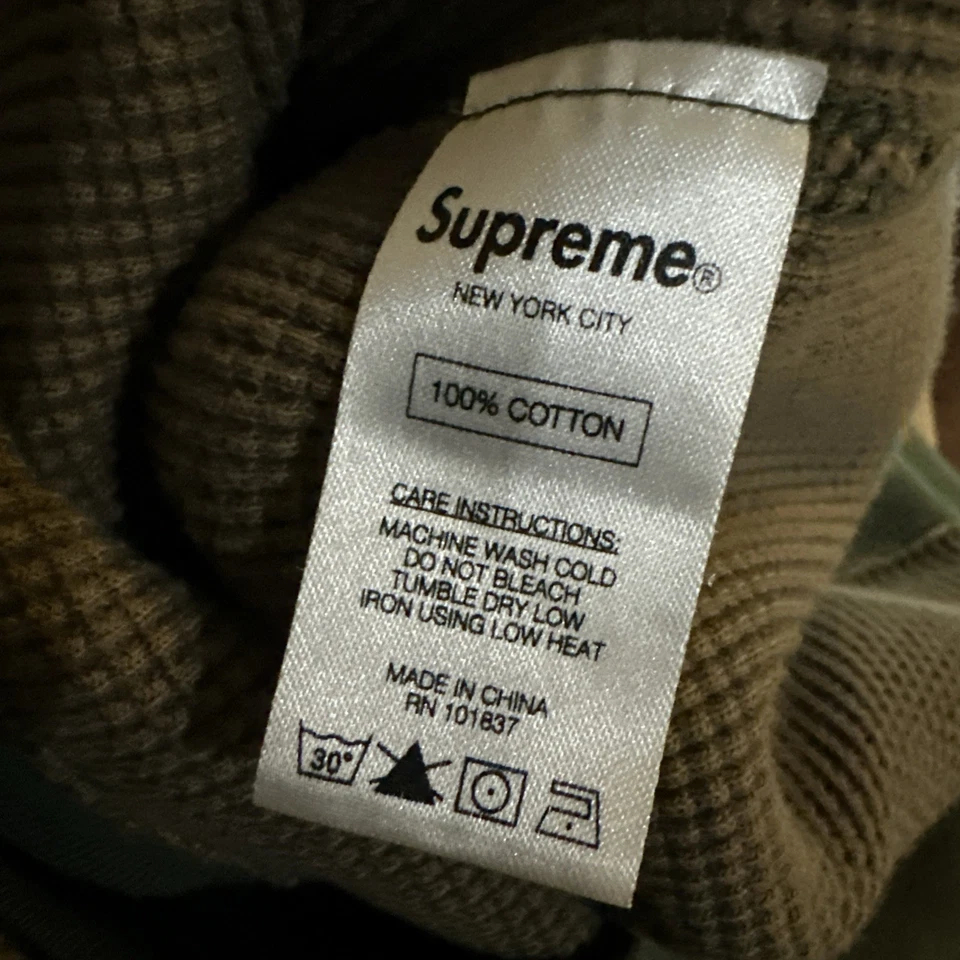 Supreme®
NEW YORK CITY
100% COTTON
CARE INSTRUCTIONS:
MACHINE WASH COLD
DO NOT BLEACH
TUMBLE DRY LOW
IRON USING LOW HEAT
MADE IN CHINA
RN 101837
30°